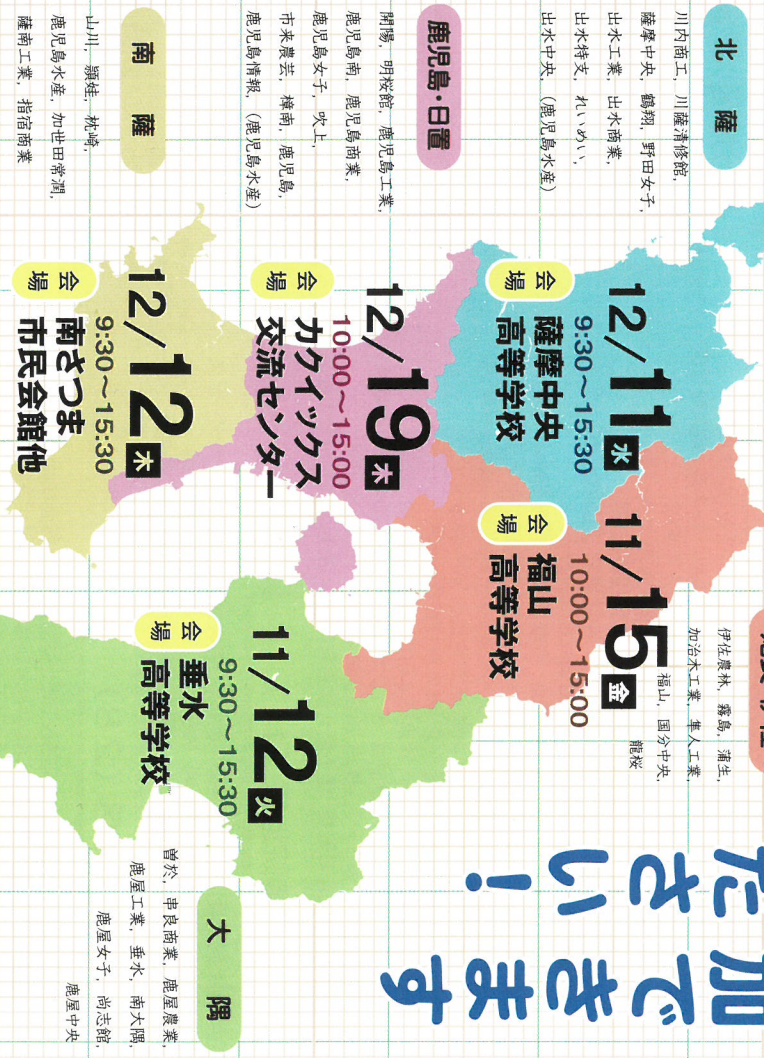 加できます
さい！
伊佐農林, 霧島, 蒲生,
加治木工業, 隼人工業,
福山, 国分中央,
龍桜
北 薩
川内商工, 川薩清修館,
薩摩中央, 鶴翔, 野田女子,
出水工業, 出水商業,
出水特支, れいめい,
出水中央, (鹿児島水産)
12/11 水
9:30～15:30
会場
薩摩中央
高等学校
11/15 金
10:00～15:00
会場
福山
高等学校
鹿児島・日置
開陽, 明桜館, 鹿児島工業,
鹿児島南, 鹿児島商業,
鹿児島女子, 吹上,
市来農芸, 樟南, 鹿児島,
鹿児島情報, (鹿児島水産)
12/19 木
10:00～15:00
会場
カクイックス
交流センター
11/12 火
9:30～15:30
会場
垂水
高等学校
大 隅
曽於, 串良商業, 鹿屋農業,
鹿屋工業, 垂水, 南大隅,
鹿屋女子, 尚志館,
鹿屋中央
南 薩
山川, 頴娃, 枕崎,
鹿児島水産, 加世田常潤,
薩南工業, 指宿商業
12/12 木
9:30～15:30
会場
南さつま
市民会館他